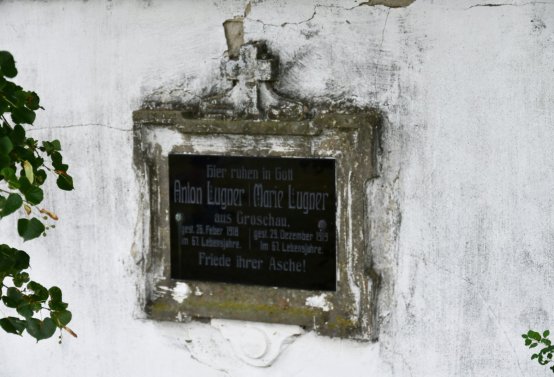 Hier ruhen in Gott
Anton Lugner Marie Lugner
aus Groschau.
gest. 26. Feber 1918 gest. 29. Dezember 1919
im 67. Lebensjahre. im 67. Lebensjahre.
Friede ihrer Asche!